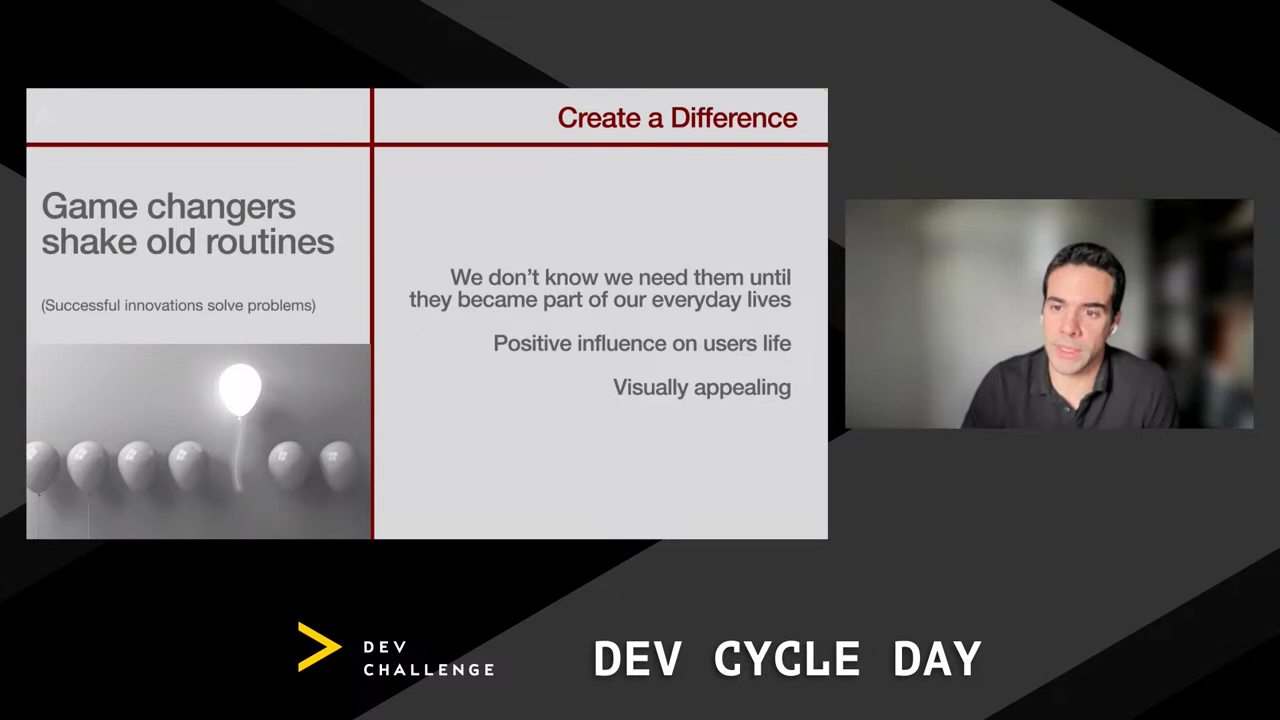 Create a Difference
Game changers
shake old routines
(Successful innovations solve problems)
We don’t know we need them until
they became part of our everyday lives
Positive influence on users life
Visually appealing
DEV
CHALLENGE
DEV CYCLE DAY